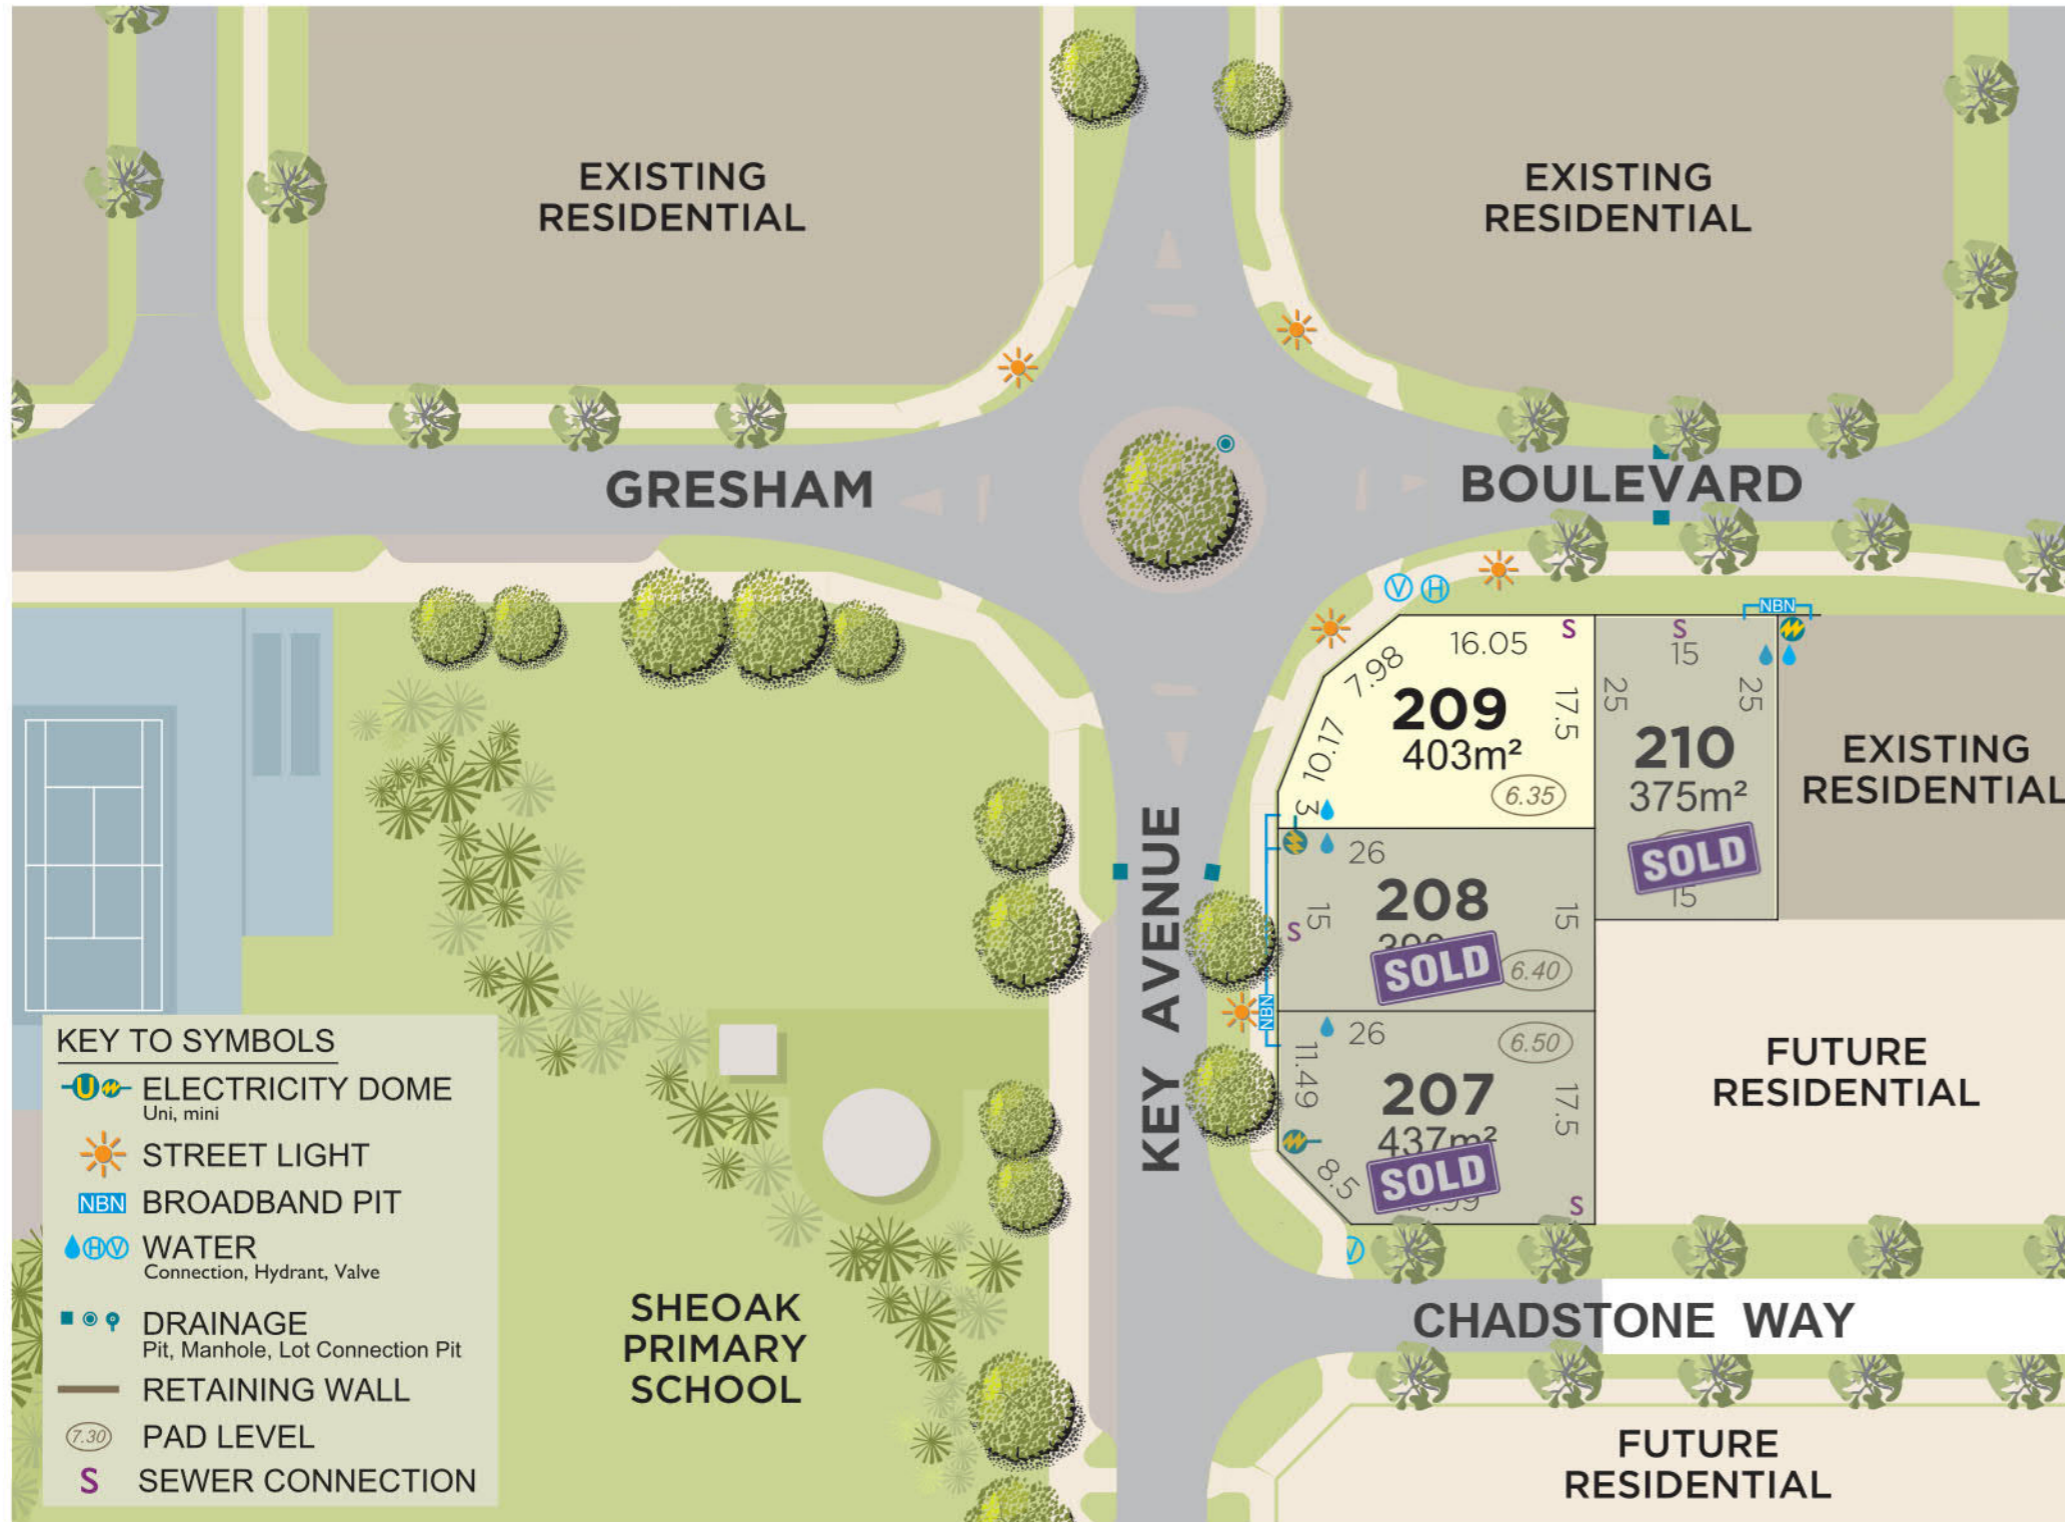 EXISTING
RESIDENTIAL
EXISTING
RESIDENTIAL
GRESHAM
BOULEVARD
V H
NBN
S
S
16.05
15
7.98
209
403m²
17.5
25
25
210
375m²
10.17
6.35
3
SOLD
15
EXISTING
RESIDENTIAL
KEY AVENUE
26
208
15
15
S
SOLD
6.40
NBN
26
6.50
11.49
207
437m²
17.5
8.5
SOLD
S
V
FUTURE
RESIDENTIAL
CHADSTONE WAY
FUTURE
RESIDENTIAL
SHEOAK
PRIMARY
SCHOOL
KEY TO SYMBOLS
U ELECTRICITY DOME
Uni, mini
STREET LIGHT
NBN BROADBAND PIT
H V WATER
Connection, Hydrant, Valve
DRAINAGE
Pit, Manhole, Lot Connection Pit
RETAINING WALL
7.30 PAD LEVEL
S SEWER CONNECTION